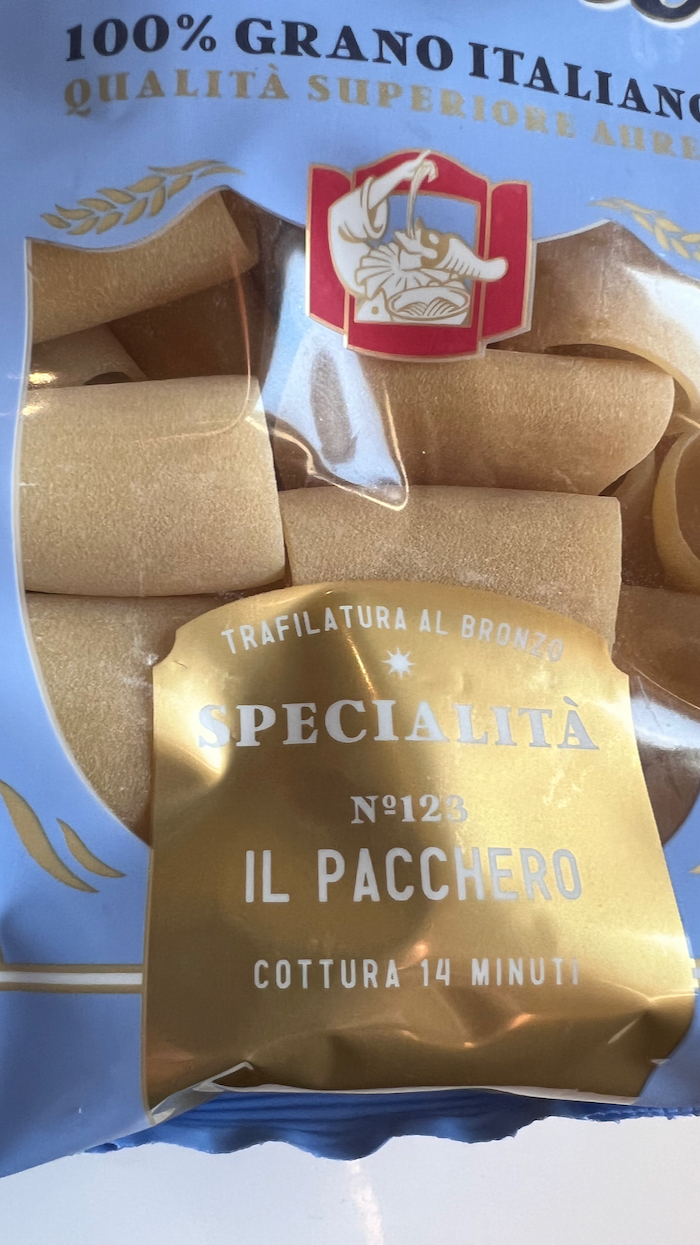 100% GRANO ITALIANO
QUALITÀ SUPERIORE
TRAFILATURA AL BRONZO
SPECIALITÀ
Nº123
IL PACCHERO
COTTURA 14 MINUTI